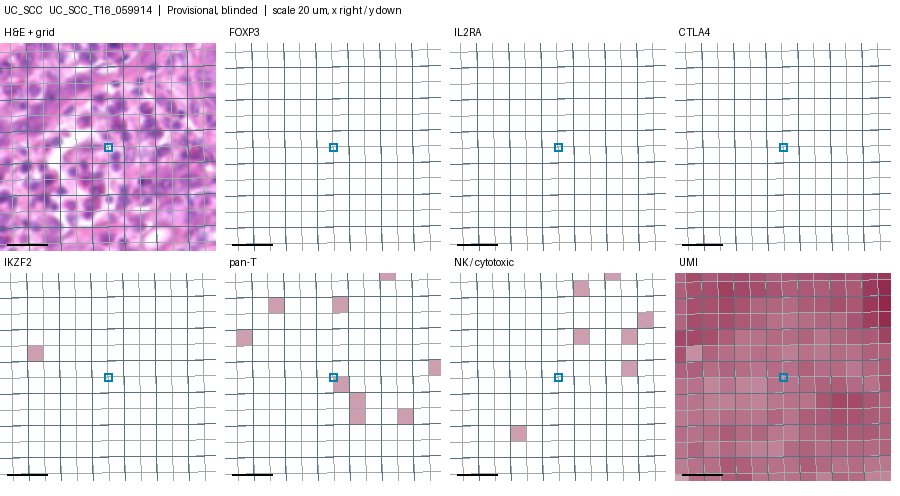 UC_SCC UC_SCC_T16_059914 | Provisional, blinded | scale 20 um, x right / y down
H&E + grid
FOXP3
IL2RA
CTLA4
IKZF2
pan-T
NK / cytotoxic
UMI